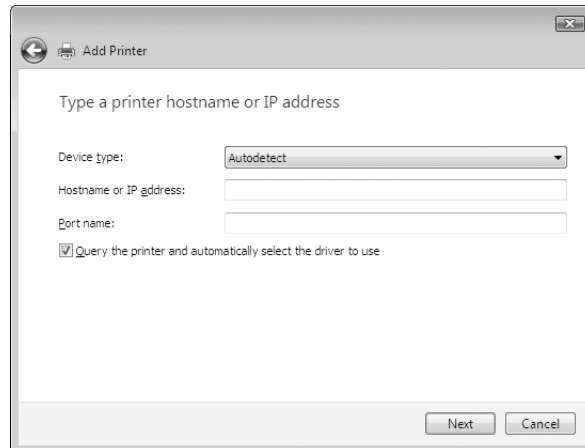 Add Printer
Type a printer hostname or IP address
Device type: Autodetect
Hostname or IP address:
Port name:
Query the printer and automatically select the driver to use
Next Cancel